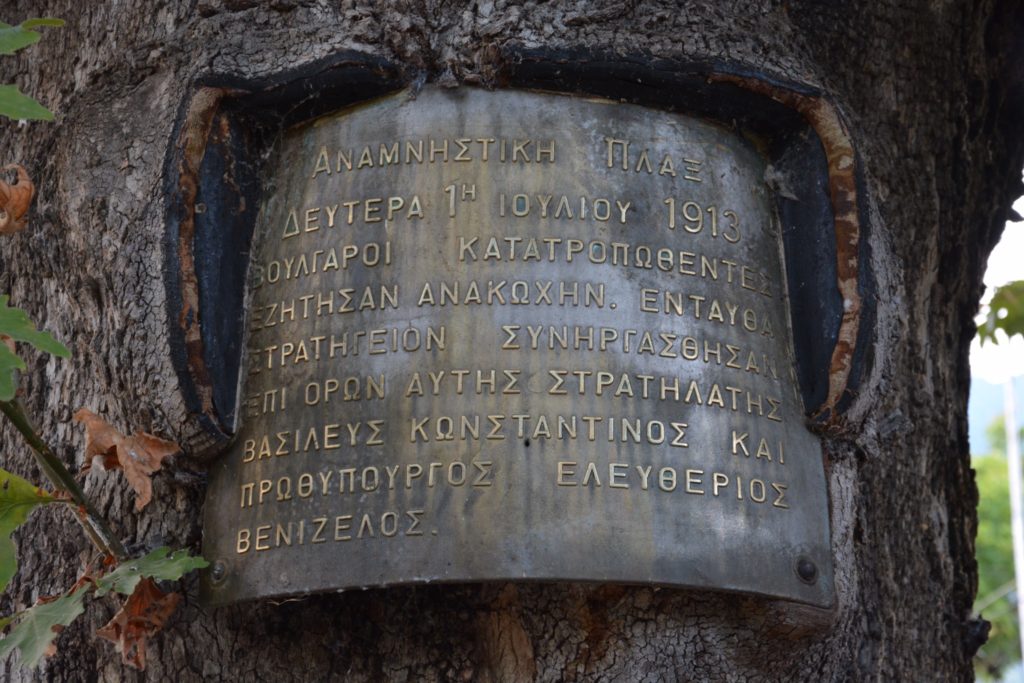 ΑΝΑΜΝΗΣΤΙΚΗ ΠΛΑΞ
ΔΕΥΤΕΡΑ 1Η ΙΟΥΛΙΟΥ 1913
ΒΟΥΛΓΑΡΟΙ ΚΑΤΑΤΡΟΠΩΘΕΝΤΕΣ
ΕΖΗΤΗΣΑΝ ΑΝΑΚΩΧΗΝ. ΕΝΤΑΥΘΑ
ΣΤΡΑΤΗΓΕΙΟΝ ΣΥΝΗΡΓΑΣΘΗΣΑΝ
ΕΠΙ ΟΡΩΝ ΑΥΤΗΣ ΣΤΡΑΤΗΛΑΤΗΣ
ΒΑΣΙΛΕΥΣ ΚΩΝΣΤΑΝΤΙΝΟΣ ΚΑΙ
ΠΡΩΘΥΠΟΥΡΓΟΣ ΕΛΕΥΘΕΡΙΟΣ
ΒΕΝΙΖΕΛΟΣ.